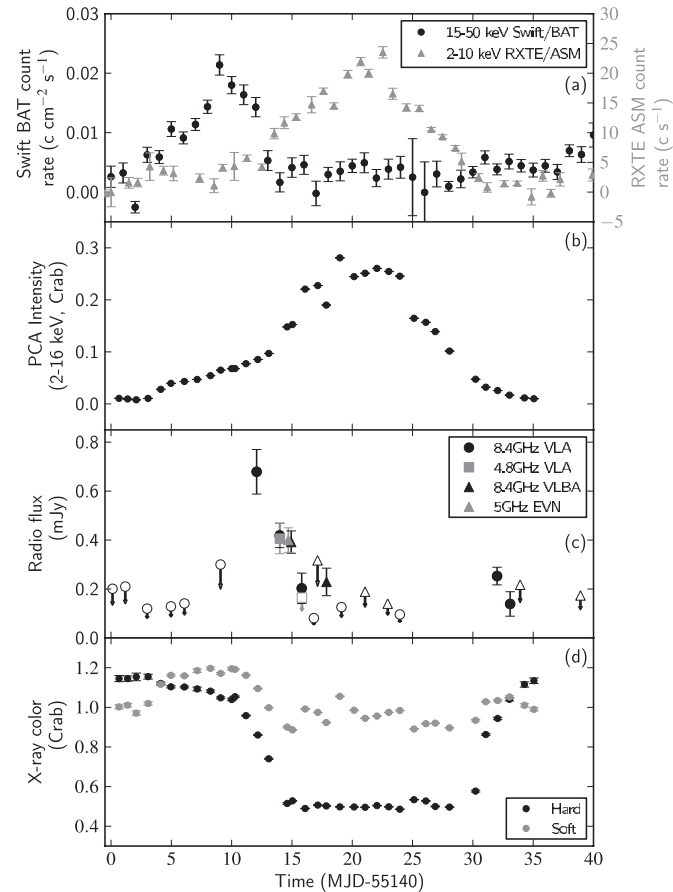 15-50 keV Swift/BAT
2-10 keV RXTE/ASM
(a)
Swift BAT count
rate (c cm⁻² s⁻¹)
0.03
0.02
0.01
0.00
RXTE ASM count
rate (c s⁻¹)
30
25
20
15
10
5
0
−5
(b)
PCA Intensity
(2-16 keV, Crab)
0.3
0.2
0.1
0.0
8.4GHz VLA
4.8GHz VLA
8.4GHz VLBA
5GHz EVN
(c)
Radio flux
(mJy)
0.8
0.6
0.4
0.2
0.0
(d)
X-ray color
(Crab)
1.2
1.0
0.8
0.6
0.4
Hard
Soft
0 5 10 15 20 25 30 35 40
Time (MJD-55140)